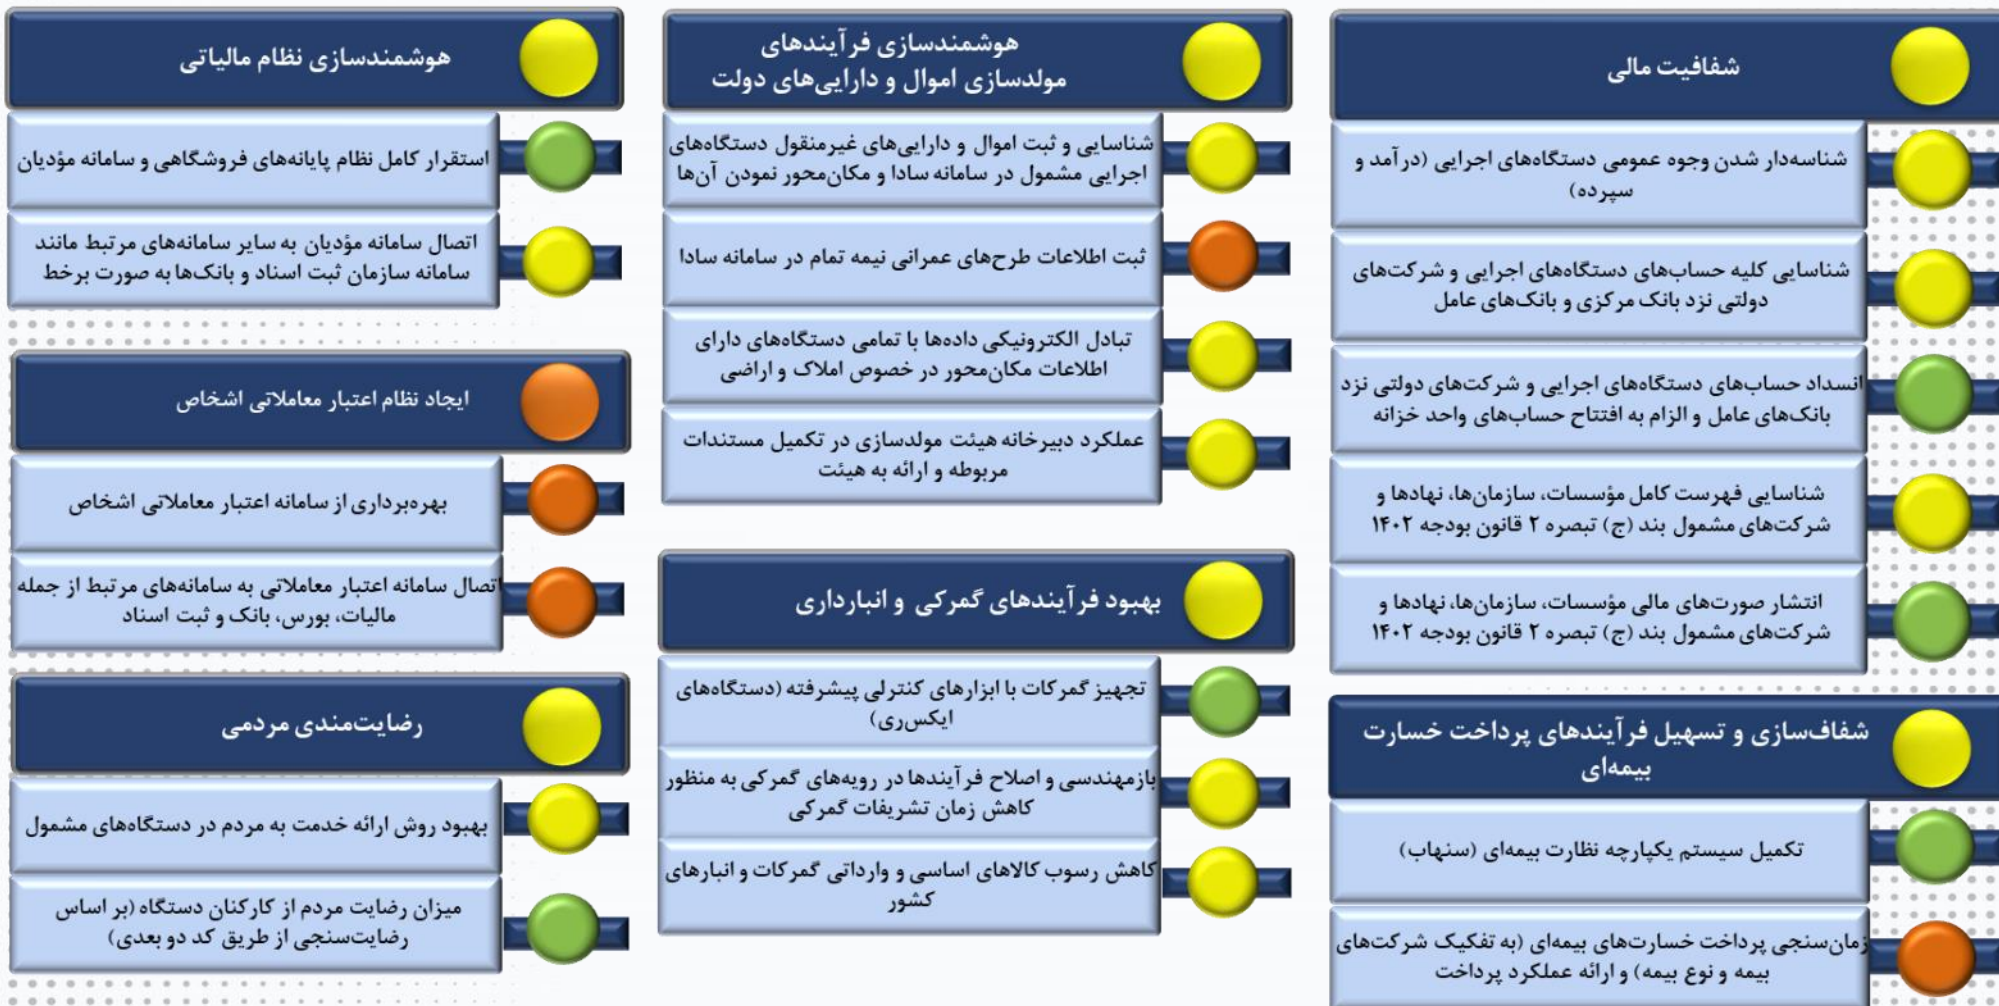 شفافیت مالی
شناسه‌دار شدن وجوه عمومی دستگاه‌های اجرایی (درآمد و
سپرده)
شناسایی کلیه حساب‌های دستگاه‌های اجرایی و شرکت‌های
دولتی نزد بانک مرکزی و بانک‌های عامل
انسداد حساب‌های دستگاه‌های اجرایی و شرکت‌های دولتی نزد
بانک‌های عامل و الزام به افتتاح حساب‌های واحد خزانه
شناسایی فهرست کامل مؤسسات، سازمان‌ها، نهادها و
شرکت‌های مشمول بند (ج) تبصره ۲ قانون بودجه ۱۴۰۲
انتشار صورت‌های مالی مؤسسات، سازمان‌ها، نهادها و
شرکت‌های مشمول بند (ج) تبصره ۲ قانون بودجه ۱۴۰۲
شفاف‌سازی و تسهیل فرآیندهای پرداخت خسارت
بیمه‌ای
تکمیل سیستم یکپارچه نظارت بیمه‌ای (سنهاب)
زمان‌سنجی پرداخت خسارت‌های بیمه‌ای (به تفکیک شرکت‌های
بیمه و نوع بیمه) و ارائه عملکرد پرداخت
هوشمندسازی فرآیندهای
مولدسازی اموال و دارایی‌های دولت
شناسایی و ثبت اموال و دارایی‌های غیرمنقول دستگاه‌های
اجرایی مشمول در سامانه سادا و مکان‌محور نمودن آن‌ها
ثبت اطلاعات طرح‌های عمرانی نیمه تمام در سامانه سادا
تبادل الکترونیکی داده‌ها با تمامی دستگاه‌های دارای
اطلاعات مکان‌محور در خصوص املاک و اراضی
عملکرد دبیرخانه هیئت مولدسازی در تکمیل مستندات
مربوطه و ارائه به هیئت
بهبود فرآیندهای گمرکی و انبارداری
تجهیز گمرکات با ابزارهای کنترلی پیشرفته (دستگاه‌های
ایکس‌ری)
بازمهندسی و اصلاح فرآیندها در رویه‌های گمرکی به منظور
کاهش زمان تشریفات گمرکی
کاهش رسوب کالاهای اساسی و وارداتی گمرکات و انبارهای
کشور
هوشمندسازی نظام مالیاتی
استقرار کامل نظام پایانه‌های فروشگاهی و سامانه مؤدیان
اتصال سامانه مؤدیان به سایر سامانه‌های مرتبط مانند
سامانه سازمان ثبت اسناد و بانک‌ها به صورت برخط
ایجاد نظام اعتبار معاملاتی اشخاص
بهره‌برداری از سامانه اعتبار معاملاتی اشخاص
اتصال سامانه اعتبار معاملاتی به سامانه‌های مرتبط از جمله
مالیات، بورس، بانک و ثبت اسناد
رضایت‌مندی مردمی
بهبود روش ارائه خدمت به مردم در دستگاه‌های مشمول
میزان رضایت مردم از کارکنان دستگاه (بر اساس
رضایت‌سنجی از طریق کد دو بعدی)